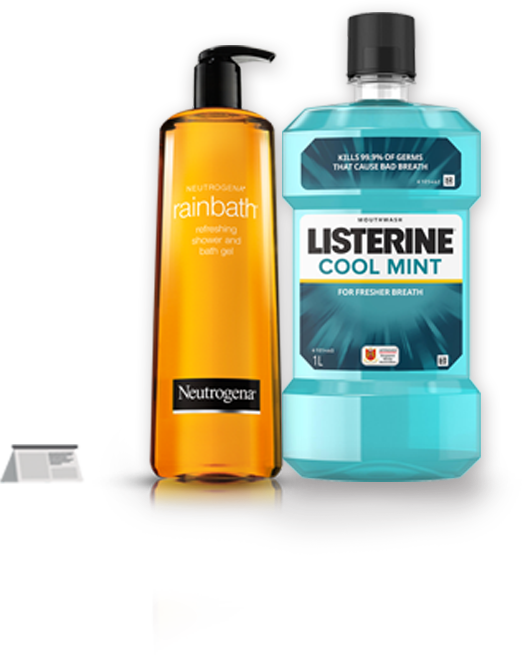 NEUTROGENA®
rainbath
refreshing
shower and
bath gel
Neutrogena®
KILLS 99.9% OF GERMS
THAT CAUSE BAD BREATH
MOUTHWASH
LISTERINE
COOL MINT
FOR FRESHER BREATH
1L